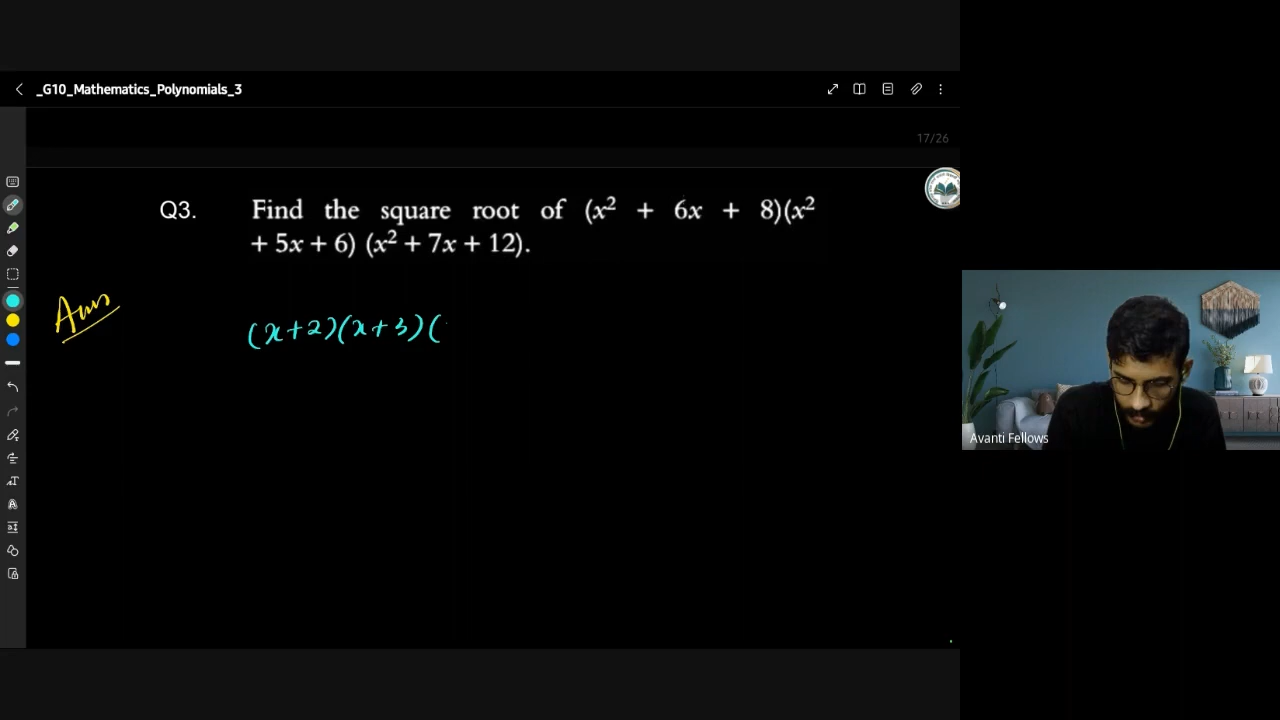 _G10_Mathematics_Polynomials_3
17/26
Q3. Find the square root of (x² + 6x + 8)(x²
+ 5x + 6) (x² + 7x + 12).
Ans
(x+2)(x+3)(
Avanti Fellows